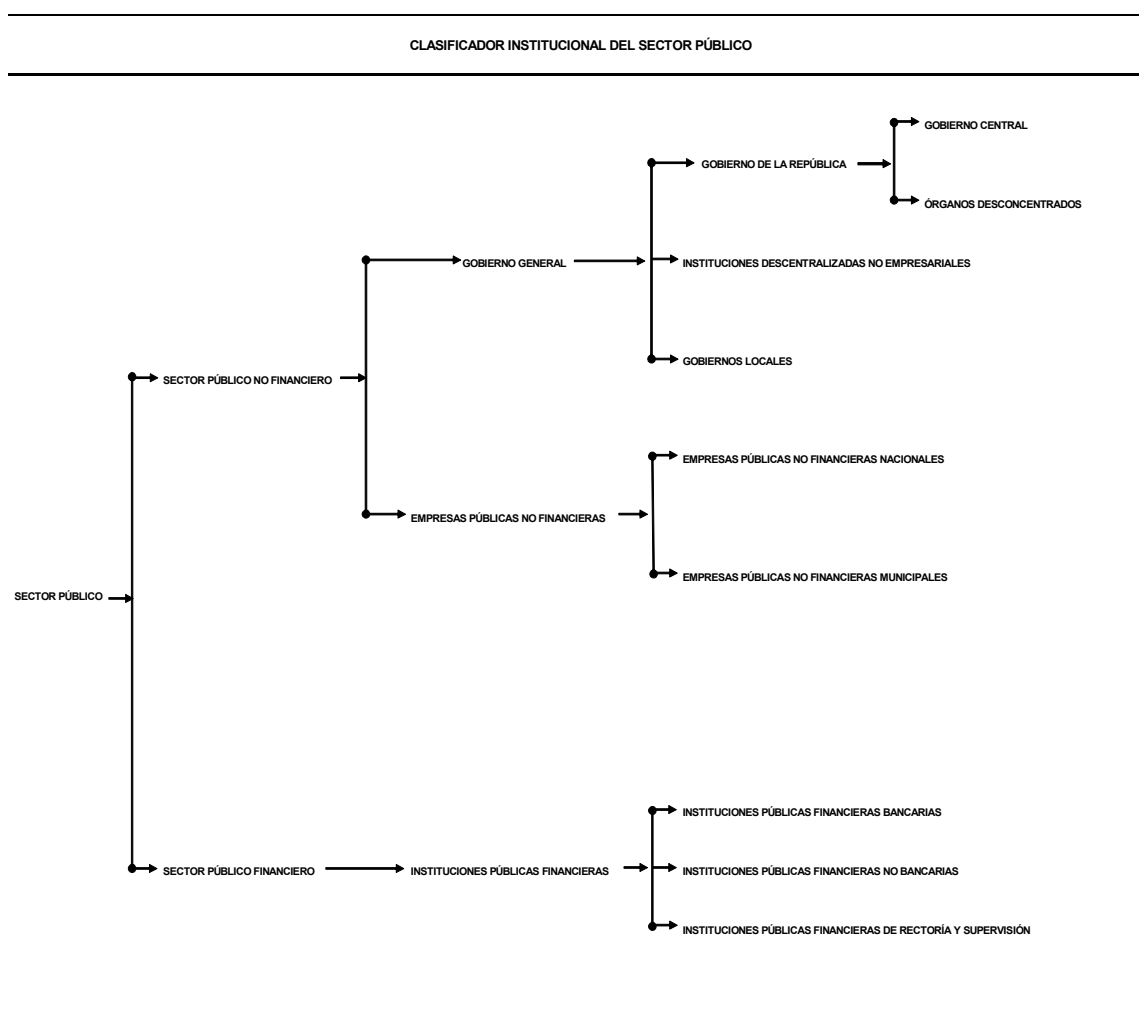 CLASIFICADOR INSTITUCIONAL DEL SECTOR PÚBLICO
GOBIERNO CENTRAL
GOBIERNO DE LA REPÚBLICA
ÓRGANOS DESCONCENTRADOS
GOBIERNO GENERAL
INSTITUCIONES DESCENTRALIZADAS NO EMPRESARIALES
GOBIERNOS LOCALES
SECTOR PÚBLICO NO FINANCIERO
EMPRESAS PÚBLICAS NO FINANCIERAS NACIONALES
EMPRESAS PÚBLICAS NO FINANCIERAS
EMPRESAS PÚBLICAS NO FINANCIERAS MUNICIPALES
SECTOR PÚBLICO
INSTITUCIONES PÚBLICAS FINANCIERAS BANCARIAS
SECTOR PÚBLICO FINANCIERO
INSTITUCIONES PÚBLICAS FINANCIERAS
INSTITUCIONES PÚBLICAS FINANCIERAS NO BANCARIAS
INSTITUCIONES PÚBLICAS FINANCIERAS DE RECTORÍA Y SUPERVISIÓN